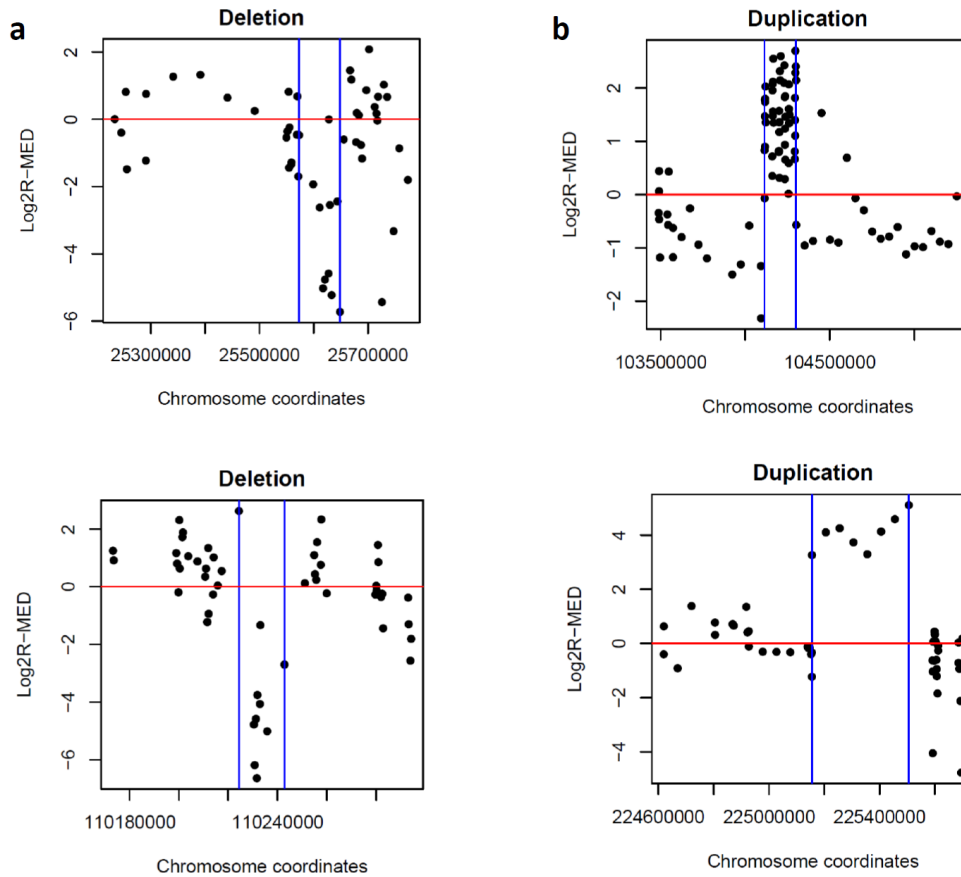 a
Deletion
Log2R−MED
2
0
−2
−4
−6
25300000 25500000 25700000
Chromosome coordinates
b
Duplication
Log2R−MED
2
1
0
−1
−2
103500000 104500000
Chromosome coordinates
Deletion
Log2R−MED
2
0
−2
−4
−6
110180000 110240000
Chromosome coordinates
Duplication
Log2R−MED
4
2
0
−2
−4
224600000 225000000 225400000
Chromosome coordinates